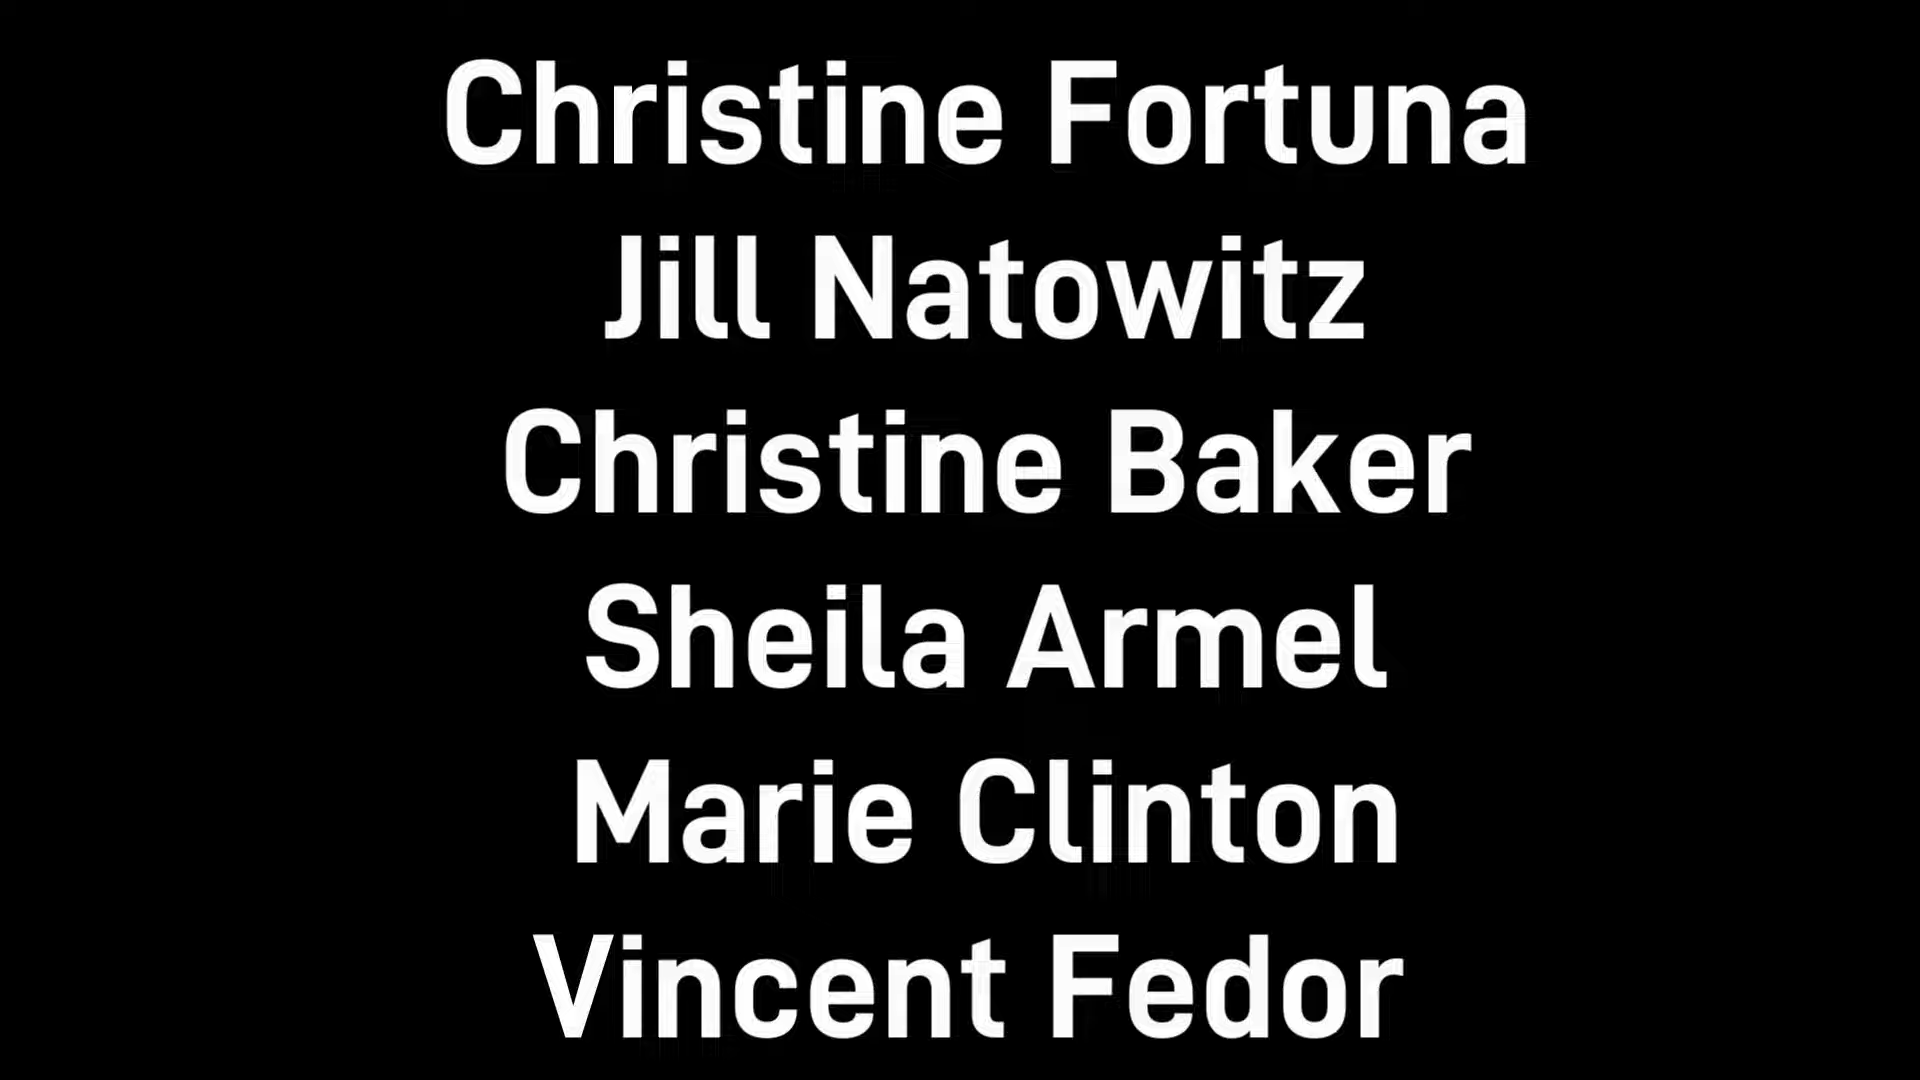 Christine Fortuna
Jill Natowitz
Christine Baker
Sheila Armel
Marie Clinton
Vincent Fedor